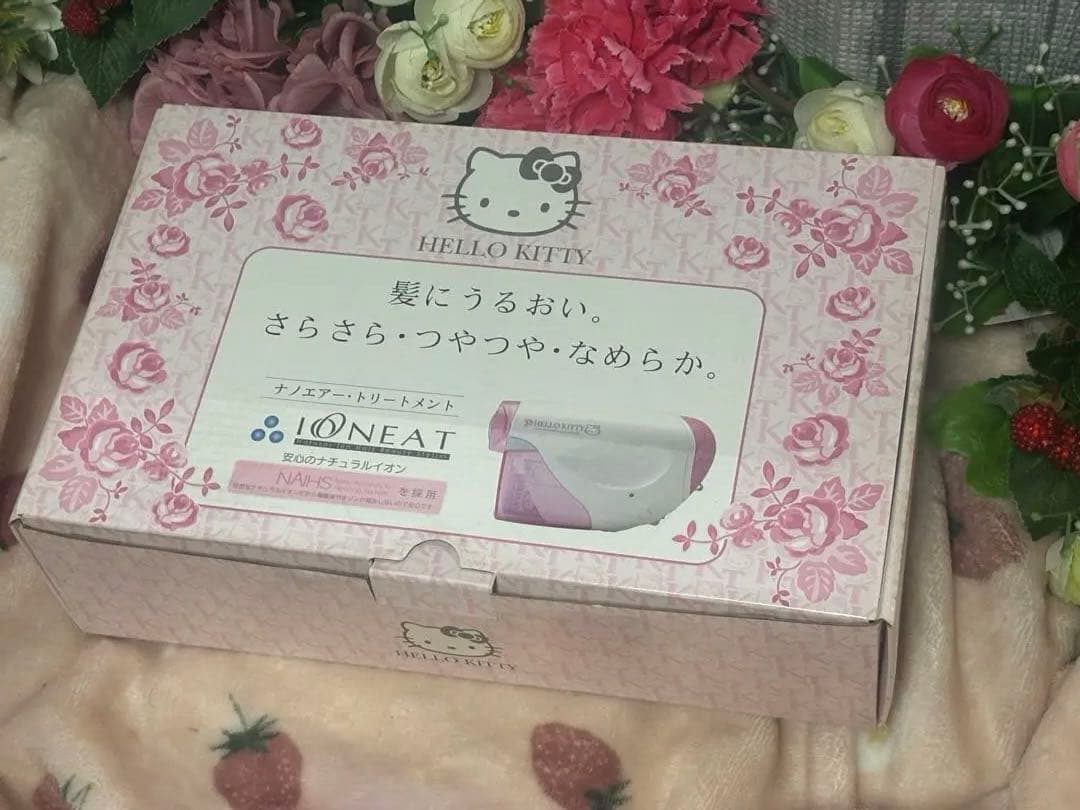 HELLO KITTY
髪にうるおい。
さらさら・つやつや・なめらか。
ナノエアー・トリートメント
IONEAT
安心のナチュラルイオン
NAIHS
を採用
HELLO KITTY
HELLO KITTY